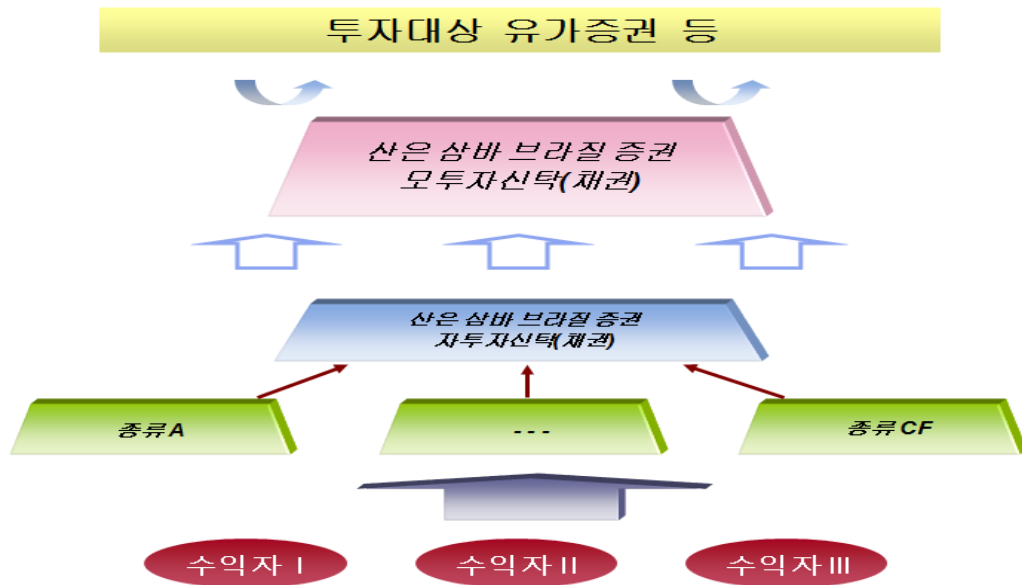 투자대상 유가증권 등
산은 삼바 브라질 증권
모투자신탁(채권)
산은 삼바 브라질 증권
자투자신탁(채권)
종류A
- - -
종류CF
수익자 I
수익자 II
수익자 III